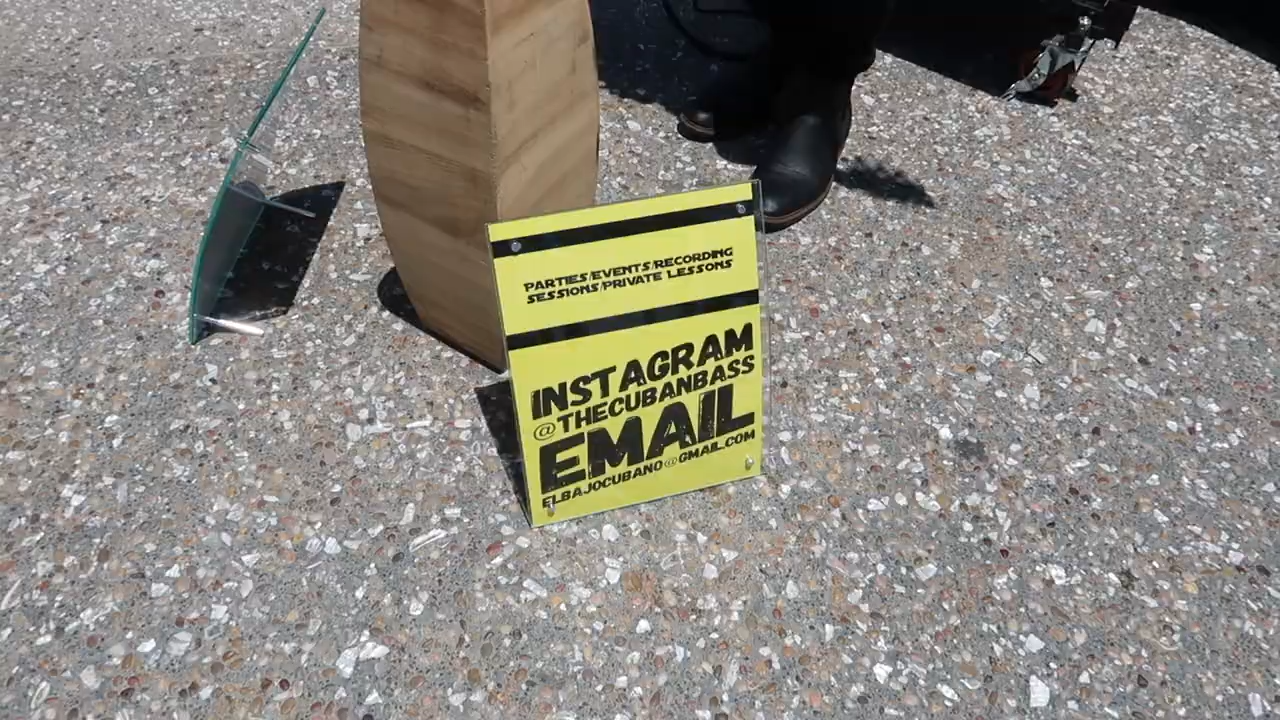 PARTIES/EVENTS/RECORDING
SESSIONS/PRIVATE LESSONS
INSTAGRAM
@THECUBANBASS
EMAIL
ELBAJOCUBANO@GMAIL.COM